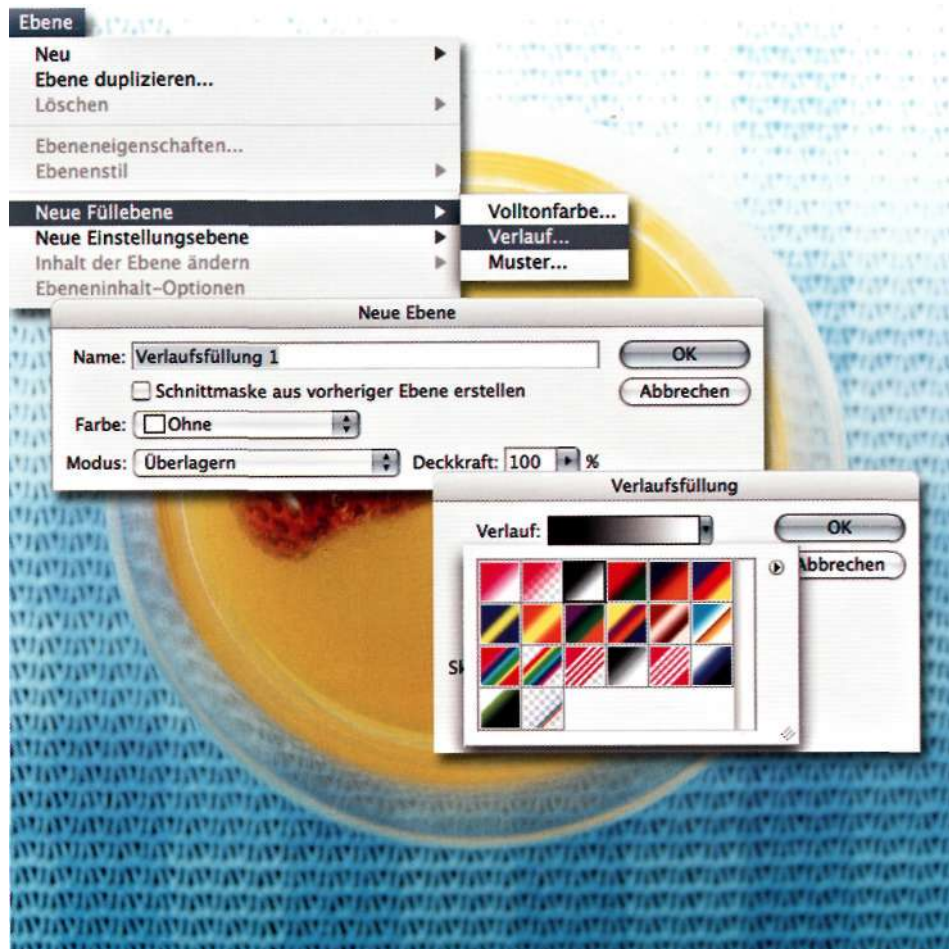 Ebene
Neu
Ebene duplizieren...
Löschen
Ebeneneigenschaften...
Ebenenstil
Neue Füllebene
Neue Einstellungsebene
Inhalt der Ebene ändern
Ebeneninhalt-Optionen
Volltonfarbe...
Verlauf...
Muster...
Neue Ebene
Name: Verlaufsfüllung 1
OK
Schnittmaske aus vorheriger Ebene erstellen
Abbrechen
Farbe: Ohne
Modus: Überlagern Deckkraft: 100 %
Verlaufsfüllung
Verlauf:
OK
Abbrechen
Sk